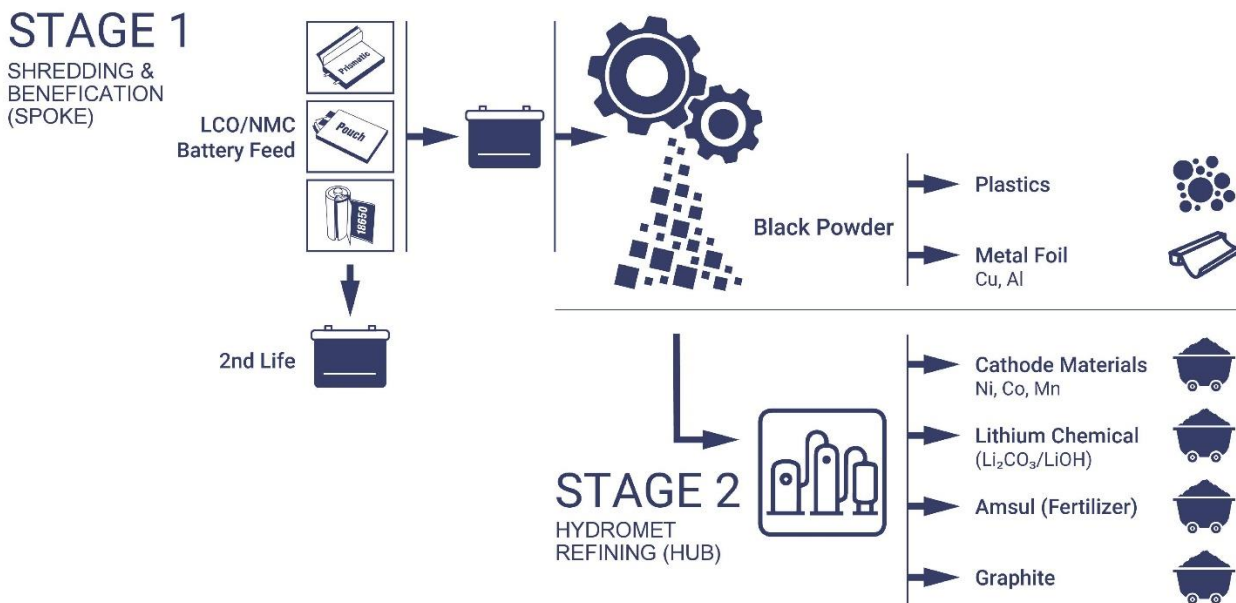 STAGE 1
SHREDDING &
BENEFICATION
(SPOKE)
LCO/NMC
Battery Feed
Prismatic
Pouch
18650
2nd Life
Black Powder
Plastics
Metal Foil
Cu, Al
STAGE 2
HYDROMET
REFINING (HUB)
Cathode Materials
Ni, Co, Mn
Lithium Chemical
(Li₂CO₃/LiOH)
Amsul (Fertilizer)
Graphite